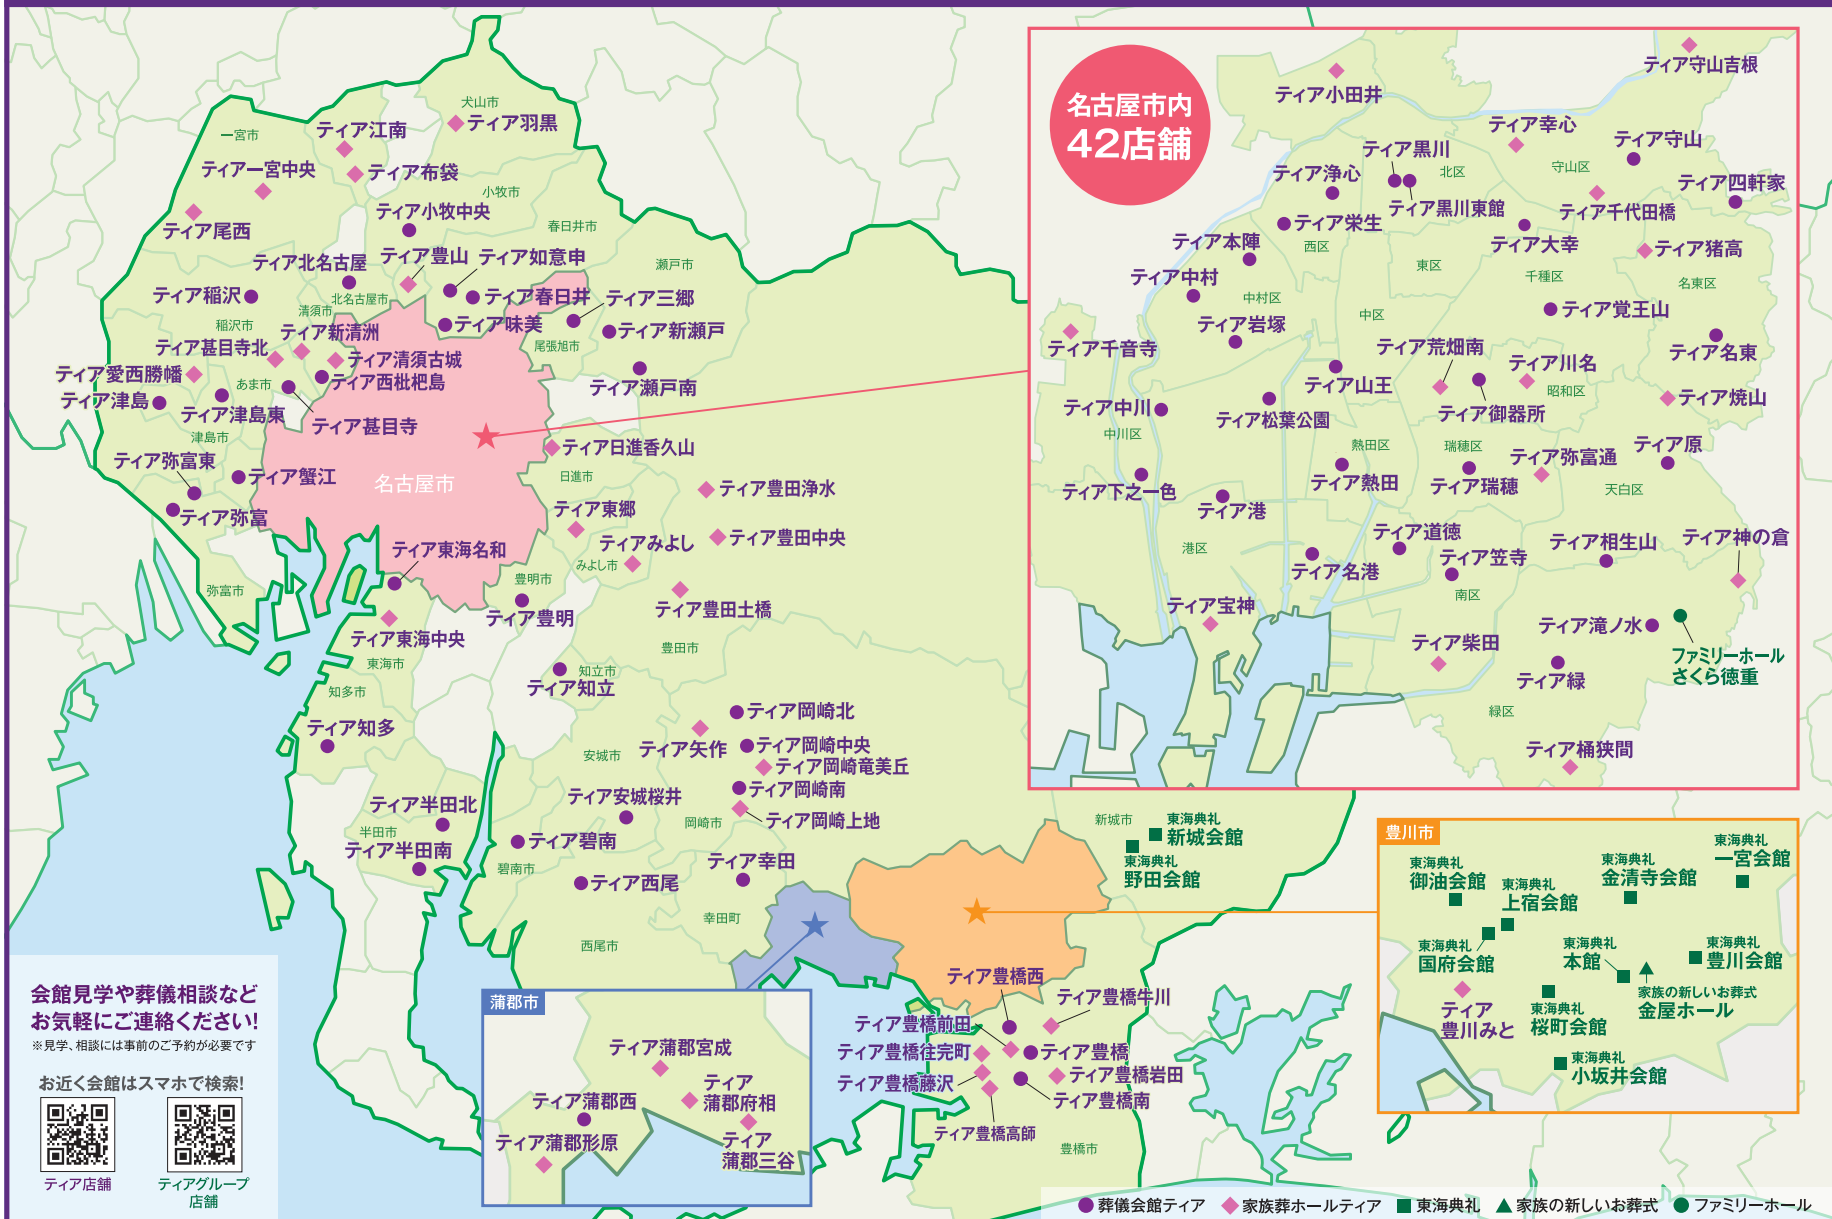 犬山市
ティア羽黒
一宮市
ティア江南
ティア一宮中央
ティア布袋
小牧市
ティア尾西
ティア小牧中央
春日井市
ティア北名古屋
ティア豊山
ティア如意申
瀬戸市
ティア稲沢
北名古屋市
ティア春日井
ティア三郷
清須市
稲沢市
ティア新清洲
ティア味美
ティア新瀬戸
ティア甚目寺北
ティア清須古城
尾張旭市
ティア愛西勝幡
あま市
ティア西枇杷島
ティア瀬戸南
ティア津島
ティア津島東
ティア甚目寺
津島市
ティア日進香久山
ティア弥富東
ティア蟹江
名古屋市
日進市
ティア豊田浄水
ティア弥富
ティア東郷
ティア豊田中央
ティア東海名和
ティアみよし
みよし市
弥富市
豊明市
ティア豊明
ティア豊田土橋
ティア東海中央
東海市
豊田市
知立市
ティア知立
知多市
ティア知多
ティア岡崎北
安城市
ティア矢作
ティア岡崎中央
ティア岡崎竜美丘
ティア半田北
ティア安城桜井
ティア岡崎南
半田市
岡崎市
ティア岡崎上地
ティア半田南
ティア碧南
碧南市
ティア幸田
ティア西尾
幸田町
西尾市
新城市
東海典礼
新城会館
東海典礼
野田会館
ティア豊橋西
ティア豊橋牛川
ティア豊橋前田
ティア豊橋往完町
ティア豊橋
ティア豊橋藤沢
ティア豊橋岩田
ティア豊橋南
ティア豊橋高師
豊橋市
名古屋市内
42店舗
ティア守山吉根
ティア小田井
ティア幸心
ティア守山
ティア黒川
北区
守山区
ティア浄心
ティア四軒家
ティア黒川東館
ティア千代田橋
ティア栄生
ティア本陣
西区
ティア大幸
ティア猪高
東区
ティア中村
千種区
名東区
中村区
ティア岩塚
中区
ティア覚王山
ティア千音寺
ティア荒畑南
ティア川名
ティア名東
ティア山王
昭和区
ティア焼山
ティア中川
ティア松葉公園
ティア御器所
中川区
熱田区
瑞穂区
ティア弥富通
ティア原
ティア下之一色
ティア熱田
ティア瑞穂
天白区
ティア港
ティア道徳
ティア神の倉
港区
ティア名港
ティア笠寺
ティア相生山
南区
ティア宝神
ティア柴田
ティア滝ノ水
ファミリーホール
さくら徳重
ティア緑
緑区
ティア桶狭間
豊川市
東海典礼
一宮会館
東海典礼
御油会館
東海典礼
金清寺会館
東海典礼
上宿会館
東海典礼
国府会館
東海典礼
本館
東海典礼
豊川会館
家族の新しいお葬式
金屋ホール
ティア
豊川みと
東海典礼
桜町会館
東海典礼
小坂井会館
蒲郡市
ティア蒲郡宮成
ティア
蒲郡府相
ティア蒲郡西
ティア蒲郡形原
ティア
蒲郡三谷
会館見学や葬儀相談など
お気軽にご連絡ください!
※見学、相談には事前のご予約が必要です
お近く会館はスマホで検索!
ティア店舗
ティアグループ
店舗
葬儀会館ティア
家族葬ホールティア
東海典礼
家族の新しいお葬式
ファミリーホール